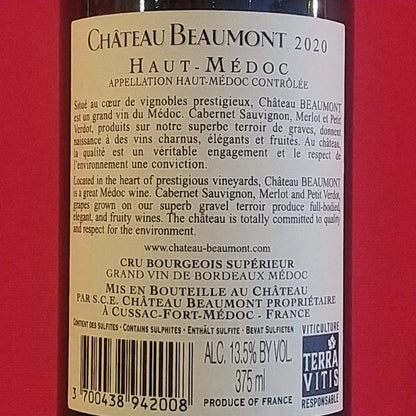 CHÂTEAU BEAUMONT 2020
HAUT-MÉDOC
APPELLATION HAUT-MÉDOC CONTRÔLÉE
Situé au cœur de vignobles prestigieux, Château BEAUMONT
est un grand vin du Médoc. Cabernet Sauvignon, Merlot et Petit
Verdot, produits sur notre superbe terroir de graves, donnent
naissance à des vins charnus, élégants et fruités. Au château,
la qualité est un véritable engagement et le respect de
l'environnement une conviction.
Located in the heart of prestigious vineyards, Château BEAUMONT
is a great Médoc wine. Cabernet Sauvignon, Merlot and Petit Verdot,
grapes grown on our superb gravel terroir produce full-bodied,
elegant, and fruity wines. The château is totally committed to quality
and respect for the environment.
www.chateau-beaumont.com
CRU BOURGEOIS SUPÉRIEUR
GRAND VIN DE BORDEAUX MÉDOC
MIS EN BOUTEILLE AU CHÂTEAU
PAR S.C.E. CHÂTEAU BEAUMONT PROPRIÉTAIRE
À CUSSAC-FORT-MÉDOC - FRANCE
CONTIENT DES SULFITES - CONTAINS SULPHITES - ENTHÄLT SULFITE - BEVAT SULFIETEN
3 700438 942008
ALC. 13.5% BY VOL.
375 ml
PRODUCE OF FRANCE
VITICULTURE
TERRA
VITIS
RESPONSABLE